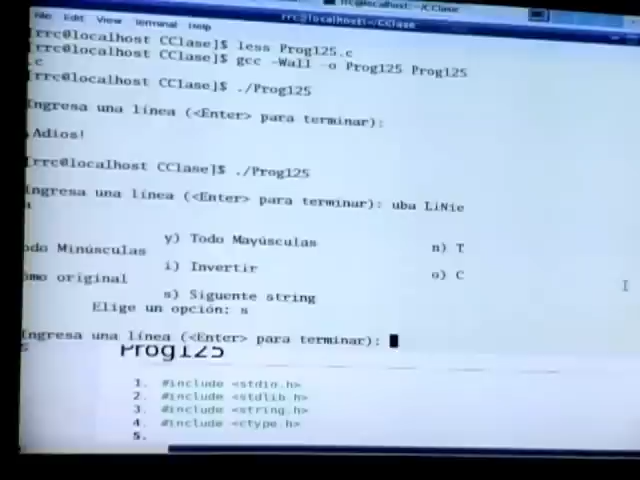 rrc@localhost:~/CClase
File Edit View Terminal Help
rrc@localhost:~/CClase
[rrc@localhost CClase]$ less Prog125.c
[rrc@localhost CClase]$ gcc -Wall -o Prog125 Prog125
.c
[rrc@localhost CClase]$ ./Prog125
Ingresa una línea (<Enter> para terminar):
¡Adios!
[rrc@localhost CClase]$ ./Prog125
Ingresa una línea (<Enter> para terminar): uba LiNie
a
y) Todo Mayúsculas n) T
odo Minúsculas
i) Invertir o) C
omo original
s) Siguente string
Elige un opción: s
Ingresa una línea (<Enter> para terminar):
Prog125
1. #include <stdio.h>
2. #include <stdlib.h>
3. #include <string.h>
4. #include <ctype.h>
5.